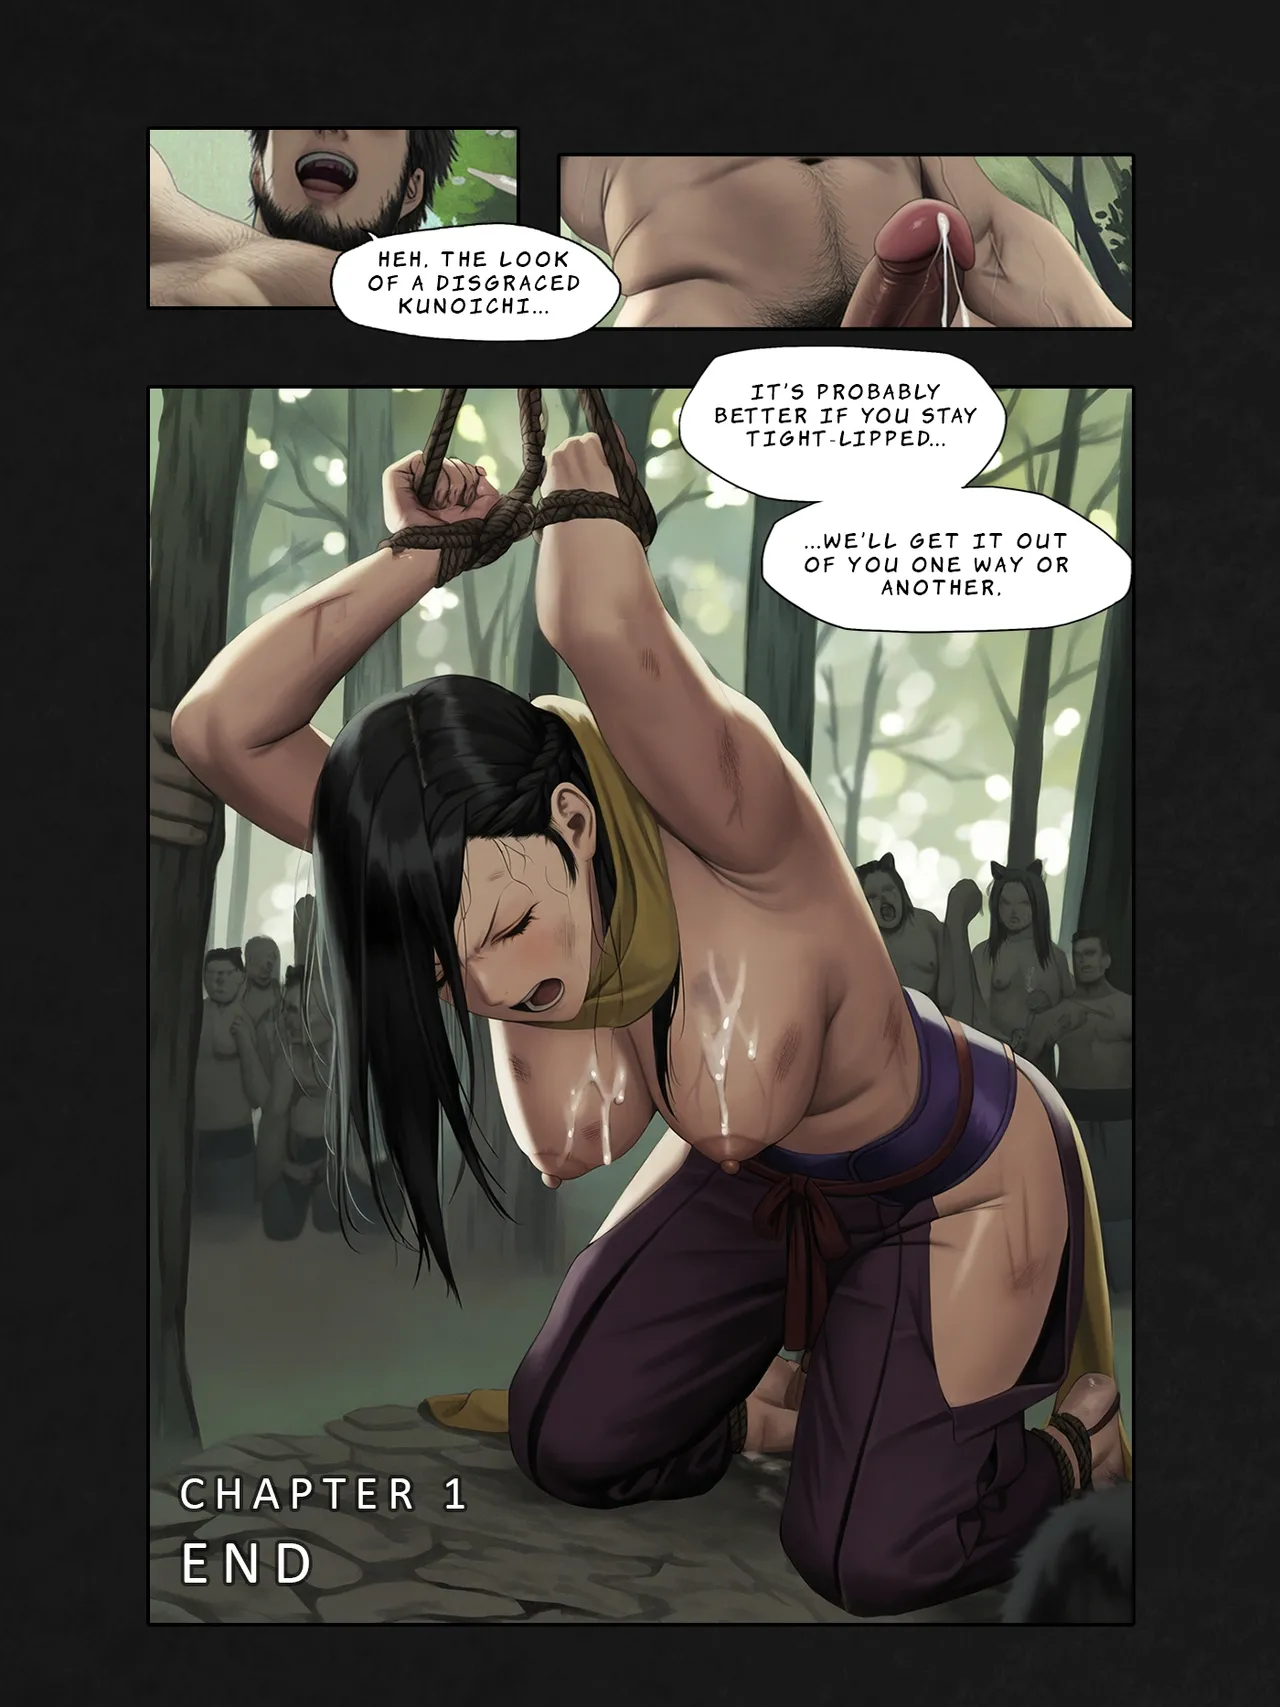 HEH, THE LOOK
OF A DISGRACED
KUNOICHI...
IT'S PROBABLY
BETTER IF YOU STAY
TIGHT-LIPPED...
...WE'LL GET IT OUT
OF YOU ONE WAY OR
ANOTHER.
CHAPTER 1
END